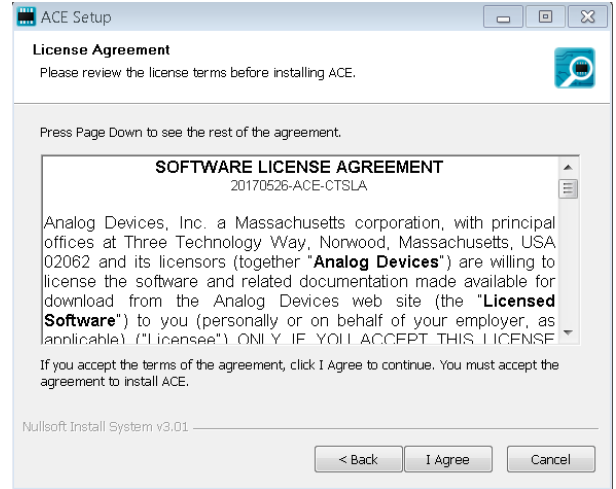 ACE Setup
License Agreement
Please review the license terms before installing ACE.
Press Page Down to see the rest of the agreement.
SOFTWARE LICENSE AGREEMENT
20170526-ACE-CTSLA
Analog Devices, Inc. a Massachusetts corporation, with principal
offices at Three Technology Way, Norwood, Massachusetts, USA
02062 and its licensors (together "Analog Devices") are willing to
license the software and related documentation made available for
download from the Analog Devices web site (the "Licensed
Software") to you (personally or on behalf of your employer, as
applicable) ("Licensee") ONLY IF YOU ACCEPT THIS LICENSE
If you accept the terms of the agreement, click I Agree to continue. You must accept the
agreement to install ACE.
Nullsoft Install System v3.01
< Back
I Agree
Cancel